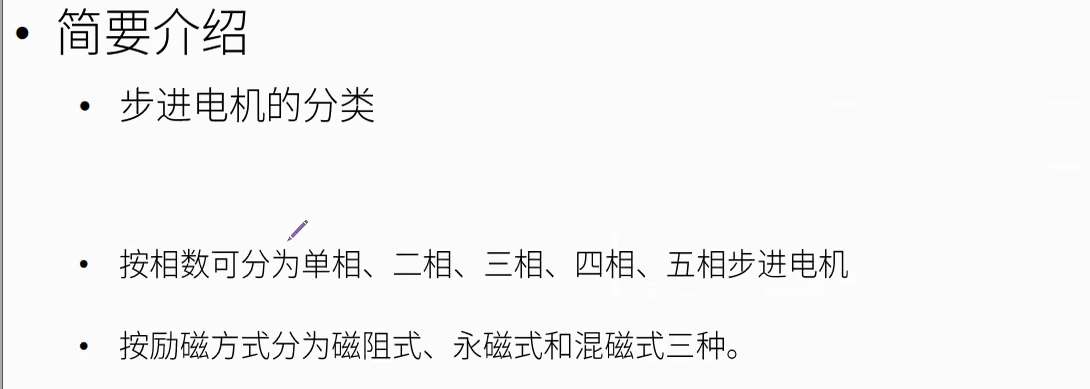 • 简要介绍
• 步进电机的分类
• 按相数可分为单相、二相、三相、四相、五相步进电机
• 按励磁方式分为磁阻式、永磁式和混磁式三种。